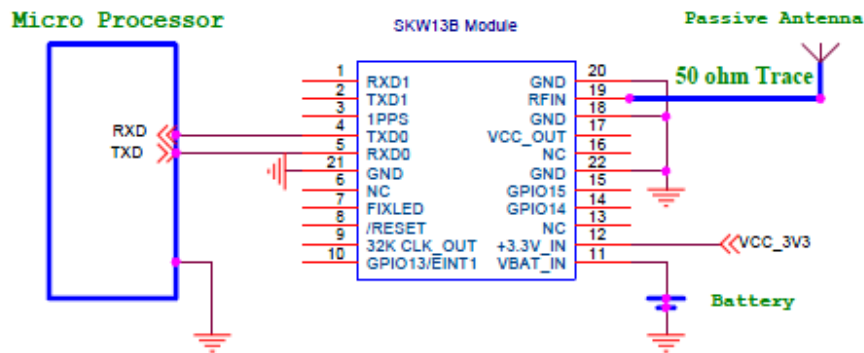 Micro Processor
SKW13B Module
Passive Antenna
50 ohm Trace
1 RXD1 GND 20
2 TXD1 RFIN 19
3 1PPS GND 18
RXD 4 TXD0 VCC_OUT 17
TXD 5 RXD0 NC 16
21 GND GND 22
6 NC GPIO15 15
7 FIXLED GPIO14 14
8 /RESET NC 13
9 32K CLK_OUT +3.3V_IN 12 VCC_3V3
10 GPIO13/EINT1 VBAT_IN 11
Battery